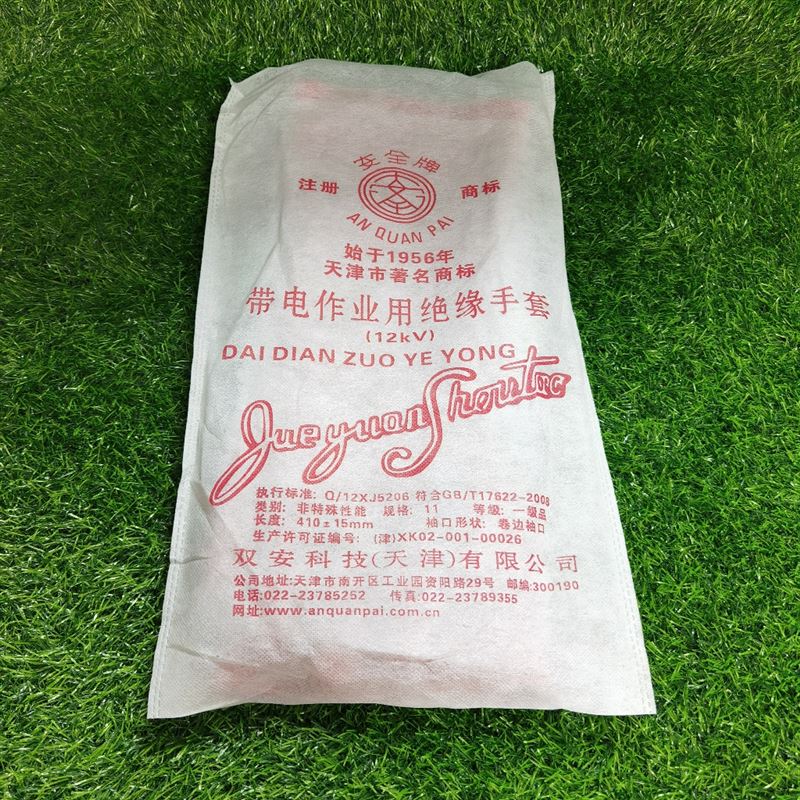 安全牌
注册 商标
AN QUAN PAI
始于1956年
天津市著名商标
带电作业用绝缘手套
(12kV)
DAI DIAN ZUO YE YONG
Jueyuan Shoutao
执行标准: Q/12XJ5206 符合GB/T17622-2008
类别: 非特殊性能 规格: 11 等級: 一級品
长度: 410±15mm 袖口形状: 卷边袖口
生产许可证编号: (津)XK02-001-00026
双安科技(天津)有限公司
公司地址:天津市南开区工业园资阳路29号 邮编:300190
电话:022-23785252 传真:022-23789355
网址:www.anquanpai.com.cn